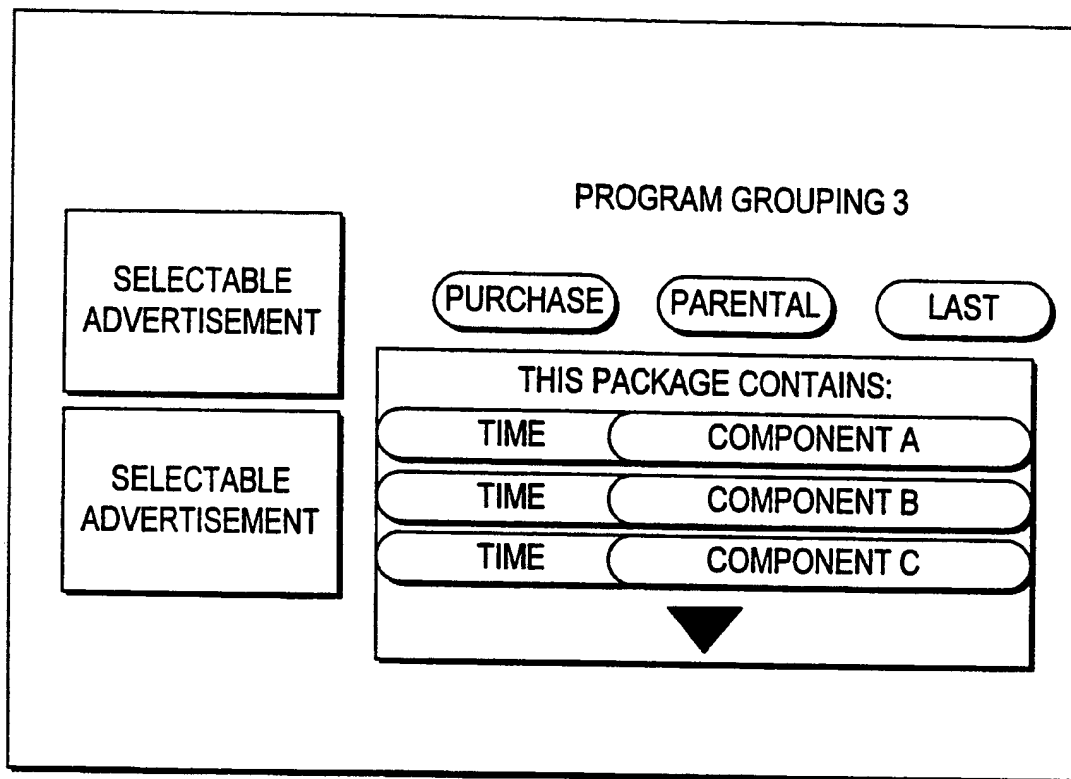 PROGRAM GROUPING 3
SELECTABLE
ADVERTISEMENT
SELECTABLE
ADVERTISEMENT
PURCHASE
PARENTAL
LAST
THIS PACKAGE CONTAINS:
TIME COMPONENT A
TIME COMPONENT B
TIME COMPONENT C